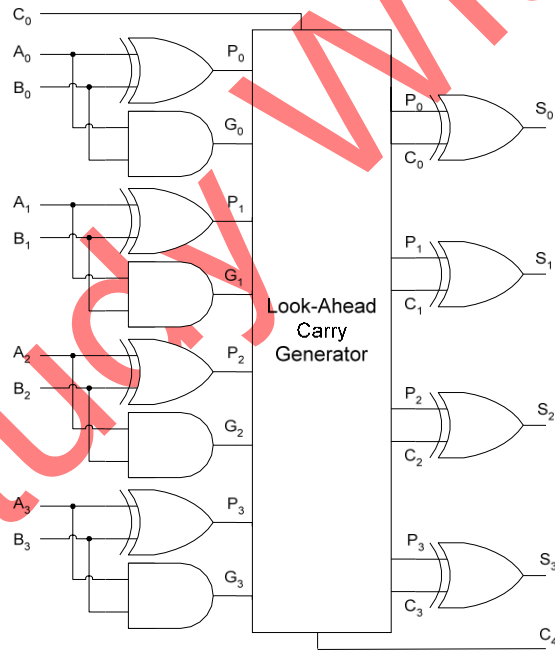 C₀
A₀
B₀
P₀
G₀
P₀
C₀
S₀
A₁
B₁
P₁
G₁
P₁
C₁
S₁
Look-Ahead
Carry
Generator
A₂
B₂
P₂
G₂
P₂
C₂
S₂
A₃
B₃
P₃
G₃
P₃
C₃
S₃
C₄